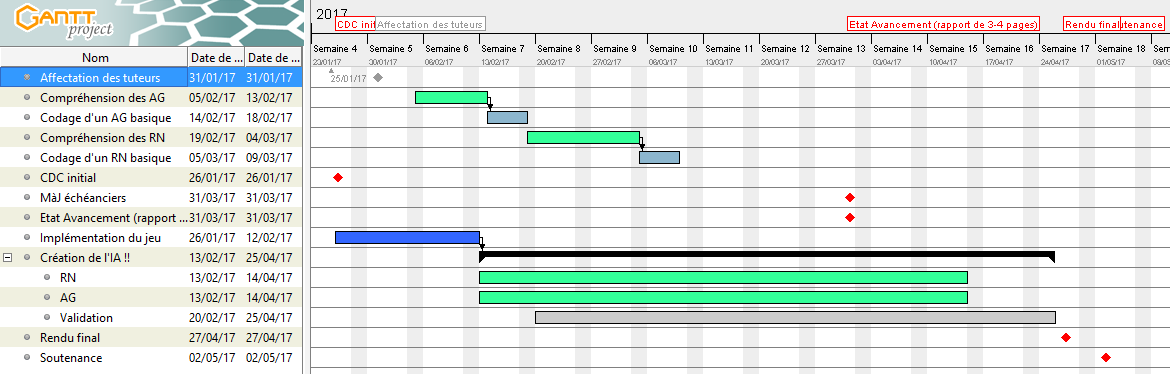 GANTT project
2017
CDC init Affectation des tuteurs Etat Avancement (rapport de 3-4 pages) Rendu final utenance
Nom Date de ... Date de ...
Semaine 4 Semaine 5 Semaine 6 Semaine 7 Semaine 8 Semaine 9 Semaine 10 Semaine 11 Semaine 12 Semaine 13 Semaine 14 Semaine 15 Semaine 16 Semaine 17 Semaine 18 Sem
23/01/17 30/01/17 06/02/17 13/02/17 20/02/17 27/02/17 06/03/17 13/03/17 20/03/17 27/03/17 03/04/17 10/04/17 17/04/17 24/04/17 01/05/17 08/05
25/01/17
Affectation des tuteurs 31/01/17 31/01/17
Compréhension des AG 05/02/17 13/02/17
Codage d'un AG basique 14/02/17 18/02/17
Compréhension des RN 19/02/17 04/03/17
Codage d'un RN basique 05/03/17 09/03/17
CDC initial 26/01/17 26/01/17
MàJ échéanciers 31/03/17 31/03/17
Etat Avancement (rapport ... 31/03/17 31/03/17
Implémentation du jeu 26/01/17 12/02/17
Création de l'IA !! 13/02/17 25/04/17
RN 13/02/17 14/04/17
AG 13/02/17 14/04/17
Validation 20/02/17 25/04/17
Rendu final 27/04/17 27/04/17
Soutenance 02/05/17 02/05/17